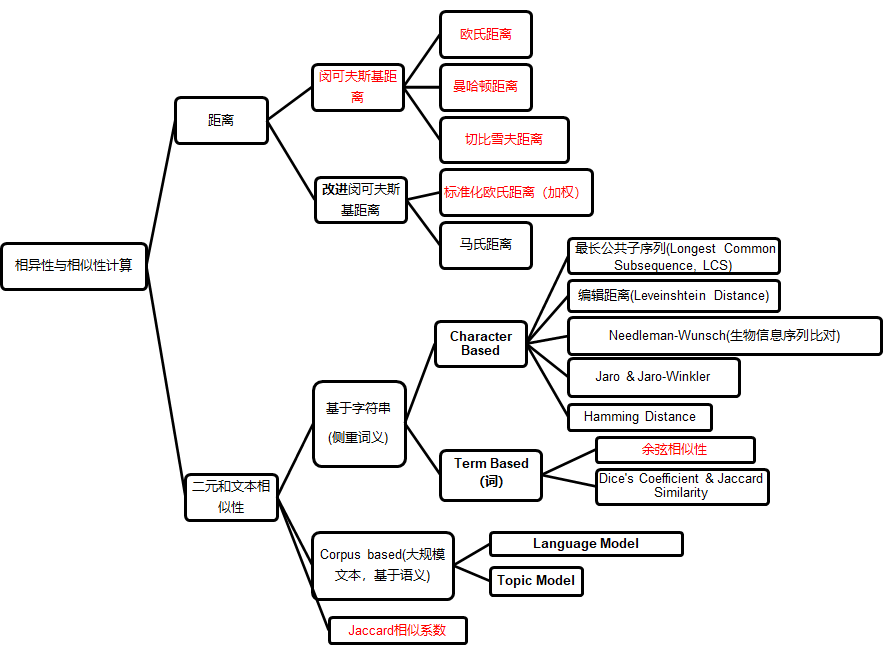 欧氏距离
闵可夫斯基距
离
曼哈顿距离
距离
切比雪夫距离
改进闵可夫斯
基距离
标准化欧氏距离（加权）
马氏距离
相异性与相似性计算
最长公共子序列(Longest Common
Subsequence, LCS)
编辑距离(Leveinshtein Distance)
Character
Based
Needleman-Wunsch(生物信息序列比对)
Jaro & Jaro-Winkler
Hamming Distance
基于字符串
(侧重词义)
Term Based
(词)
余弦相似性
Dice's Coefficient & Jaccard
Similarity
二元和文本相
似性
Corpus based(大规模
文本，基于语义)
Language Model
Topic Model
Jaccard相似系数